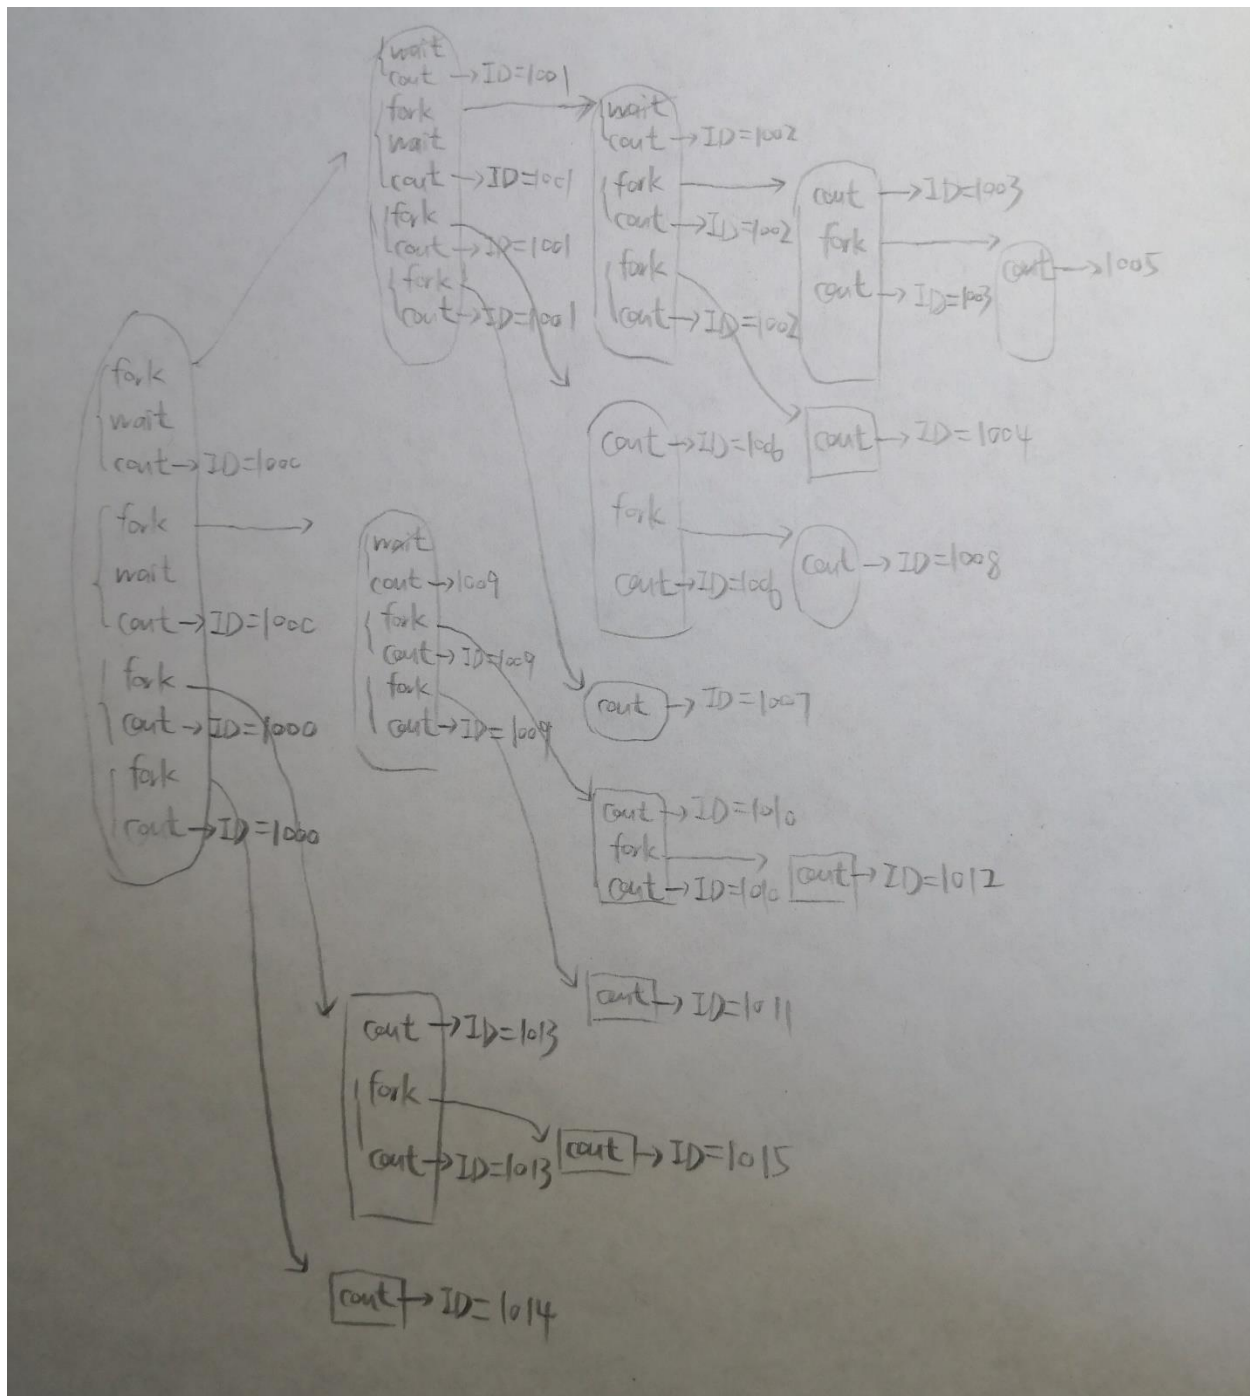 wait
cout → ID=1001
fork
wait
cout → ID=1001
fork
cout → ID=1001
fork
cout → ID=1001
wait
cout → ID=1002
fork
cout → ID=1002
fork
cout → ID=1002
cout → ID=1003
fork
cout → ID=1003
cout → 1005
cout → ID=1004
fork
wait
cout → ID=1000
fork
wait
cout → ID=1000
fork
cout → ID=1000
fork
cout → ID=1000
cout → ID=1006
fork
cout → ID=1006
cout → ID=1008
wait
cout → 1009
fork
cout → ID=1009
fork
cout → ID=1009
cout → ID=1007
cout → ID=1010
fork
cout → ID=1010
cout → ID=1012
cout → ID=1011
cout → ID=1013
fork
cout → ID=1013
cout → ID=1015
cout → ID=1014